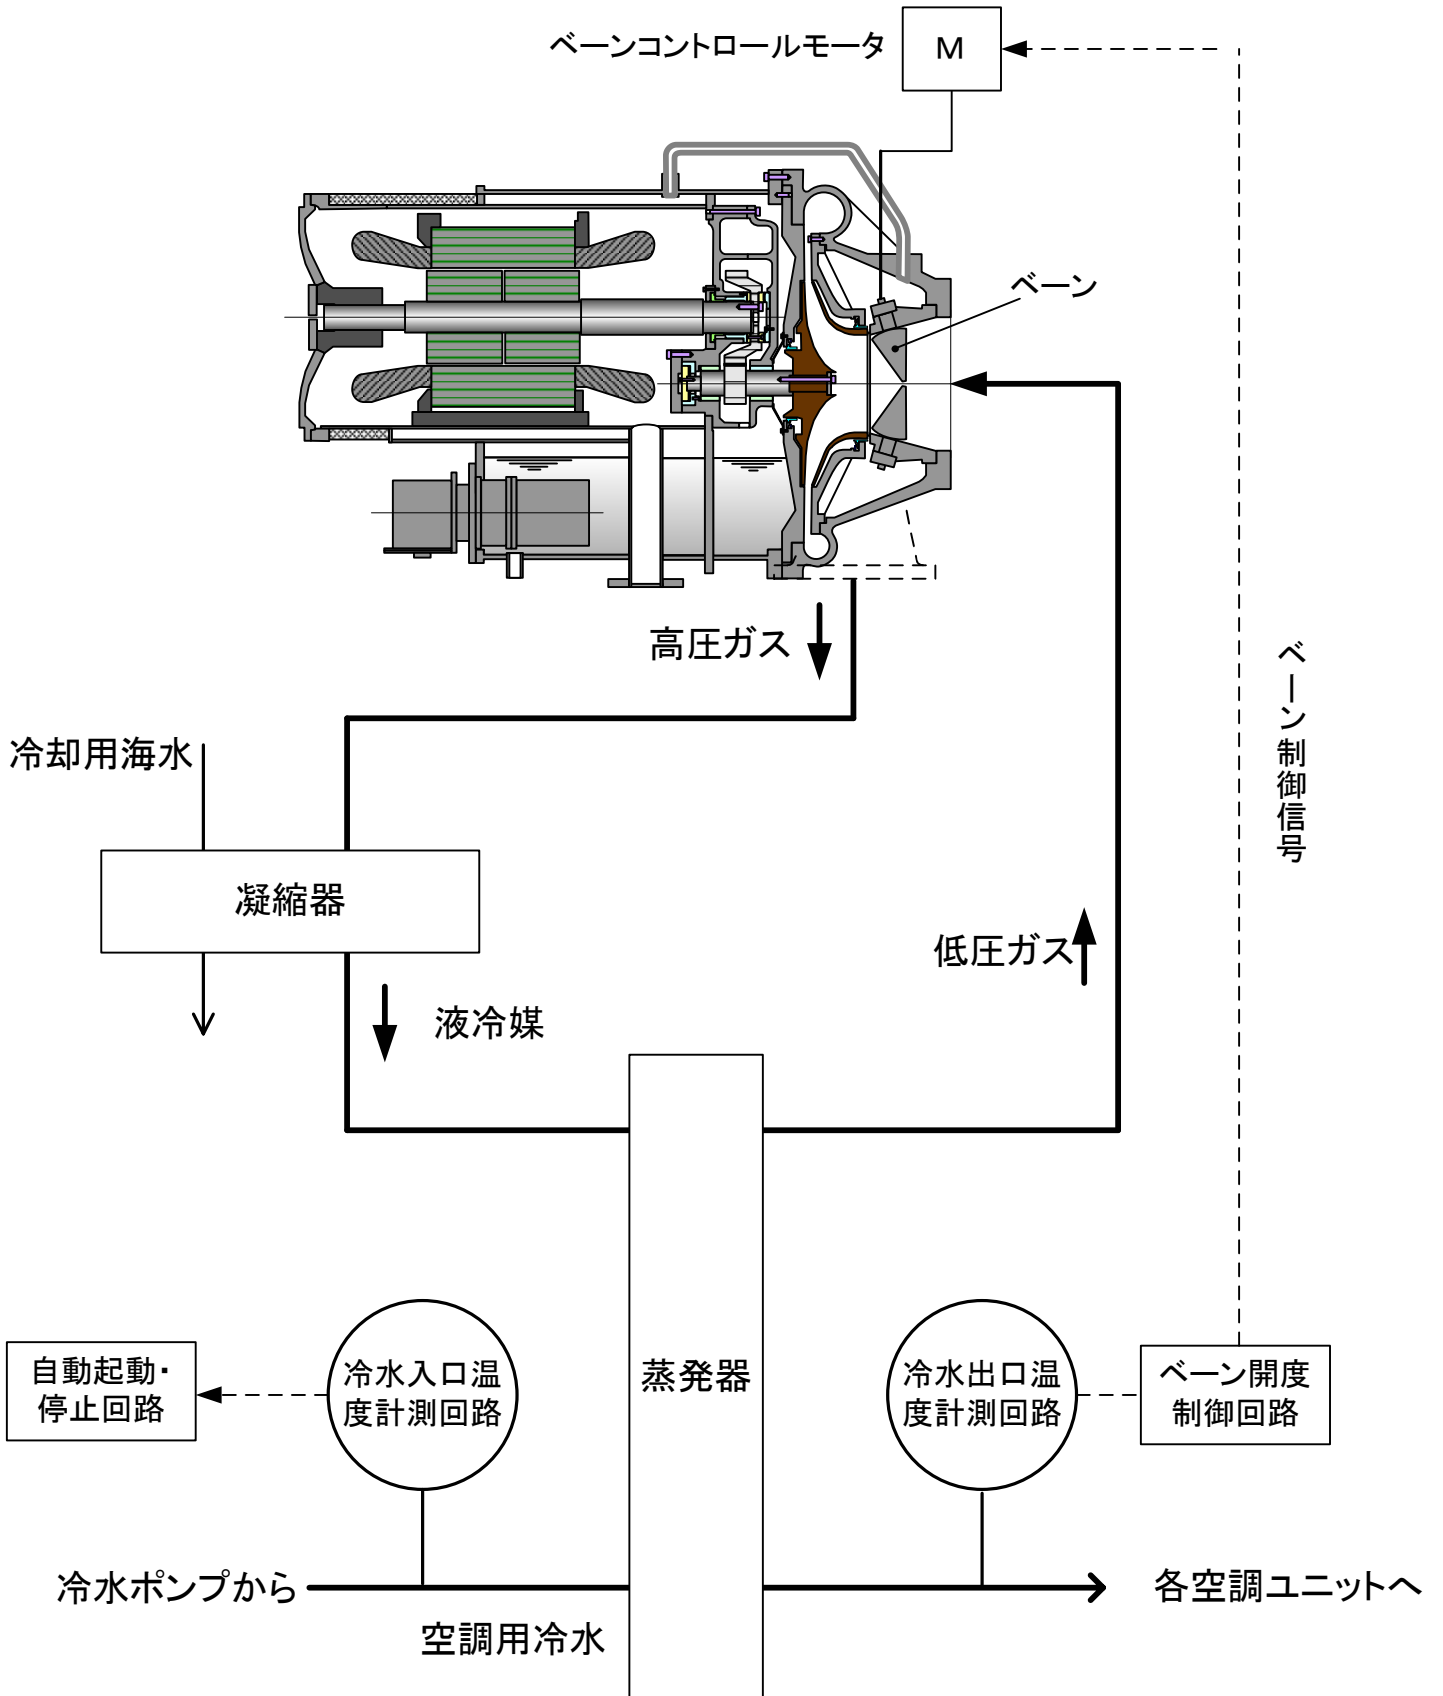 ベーンコントロールモータ
M
ベーン
高圧ガス
ベーン制御信号
冷却用海水
凝縮器
低圧ガス
液冷媒
蒸発器
自動起動・
停止回路
冷水入口温
度計測回路
冷水出口温
度計測回路
ベーン開度
制御回路
冷水ポンプから
各空調ユニットへ
空調用冷水